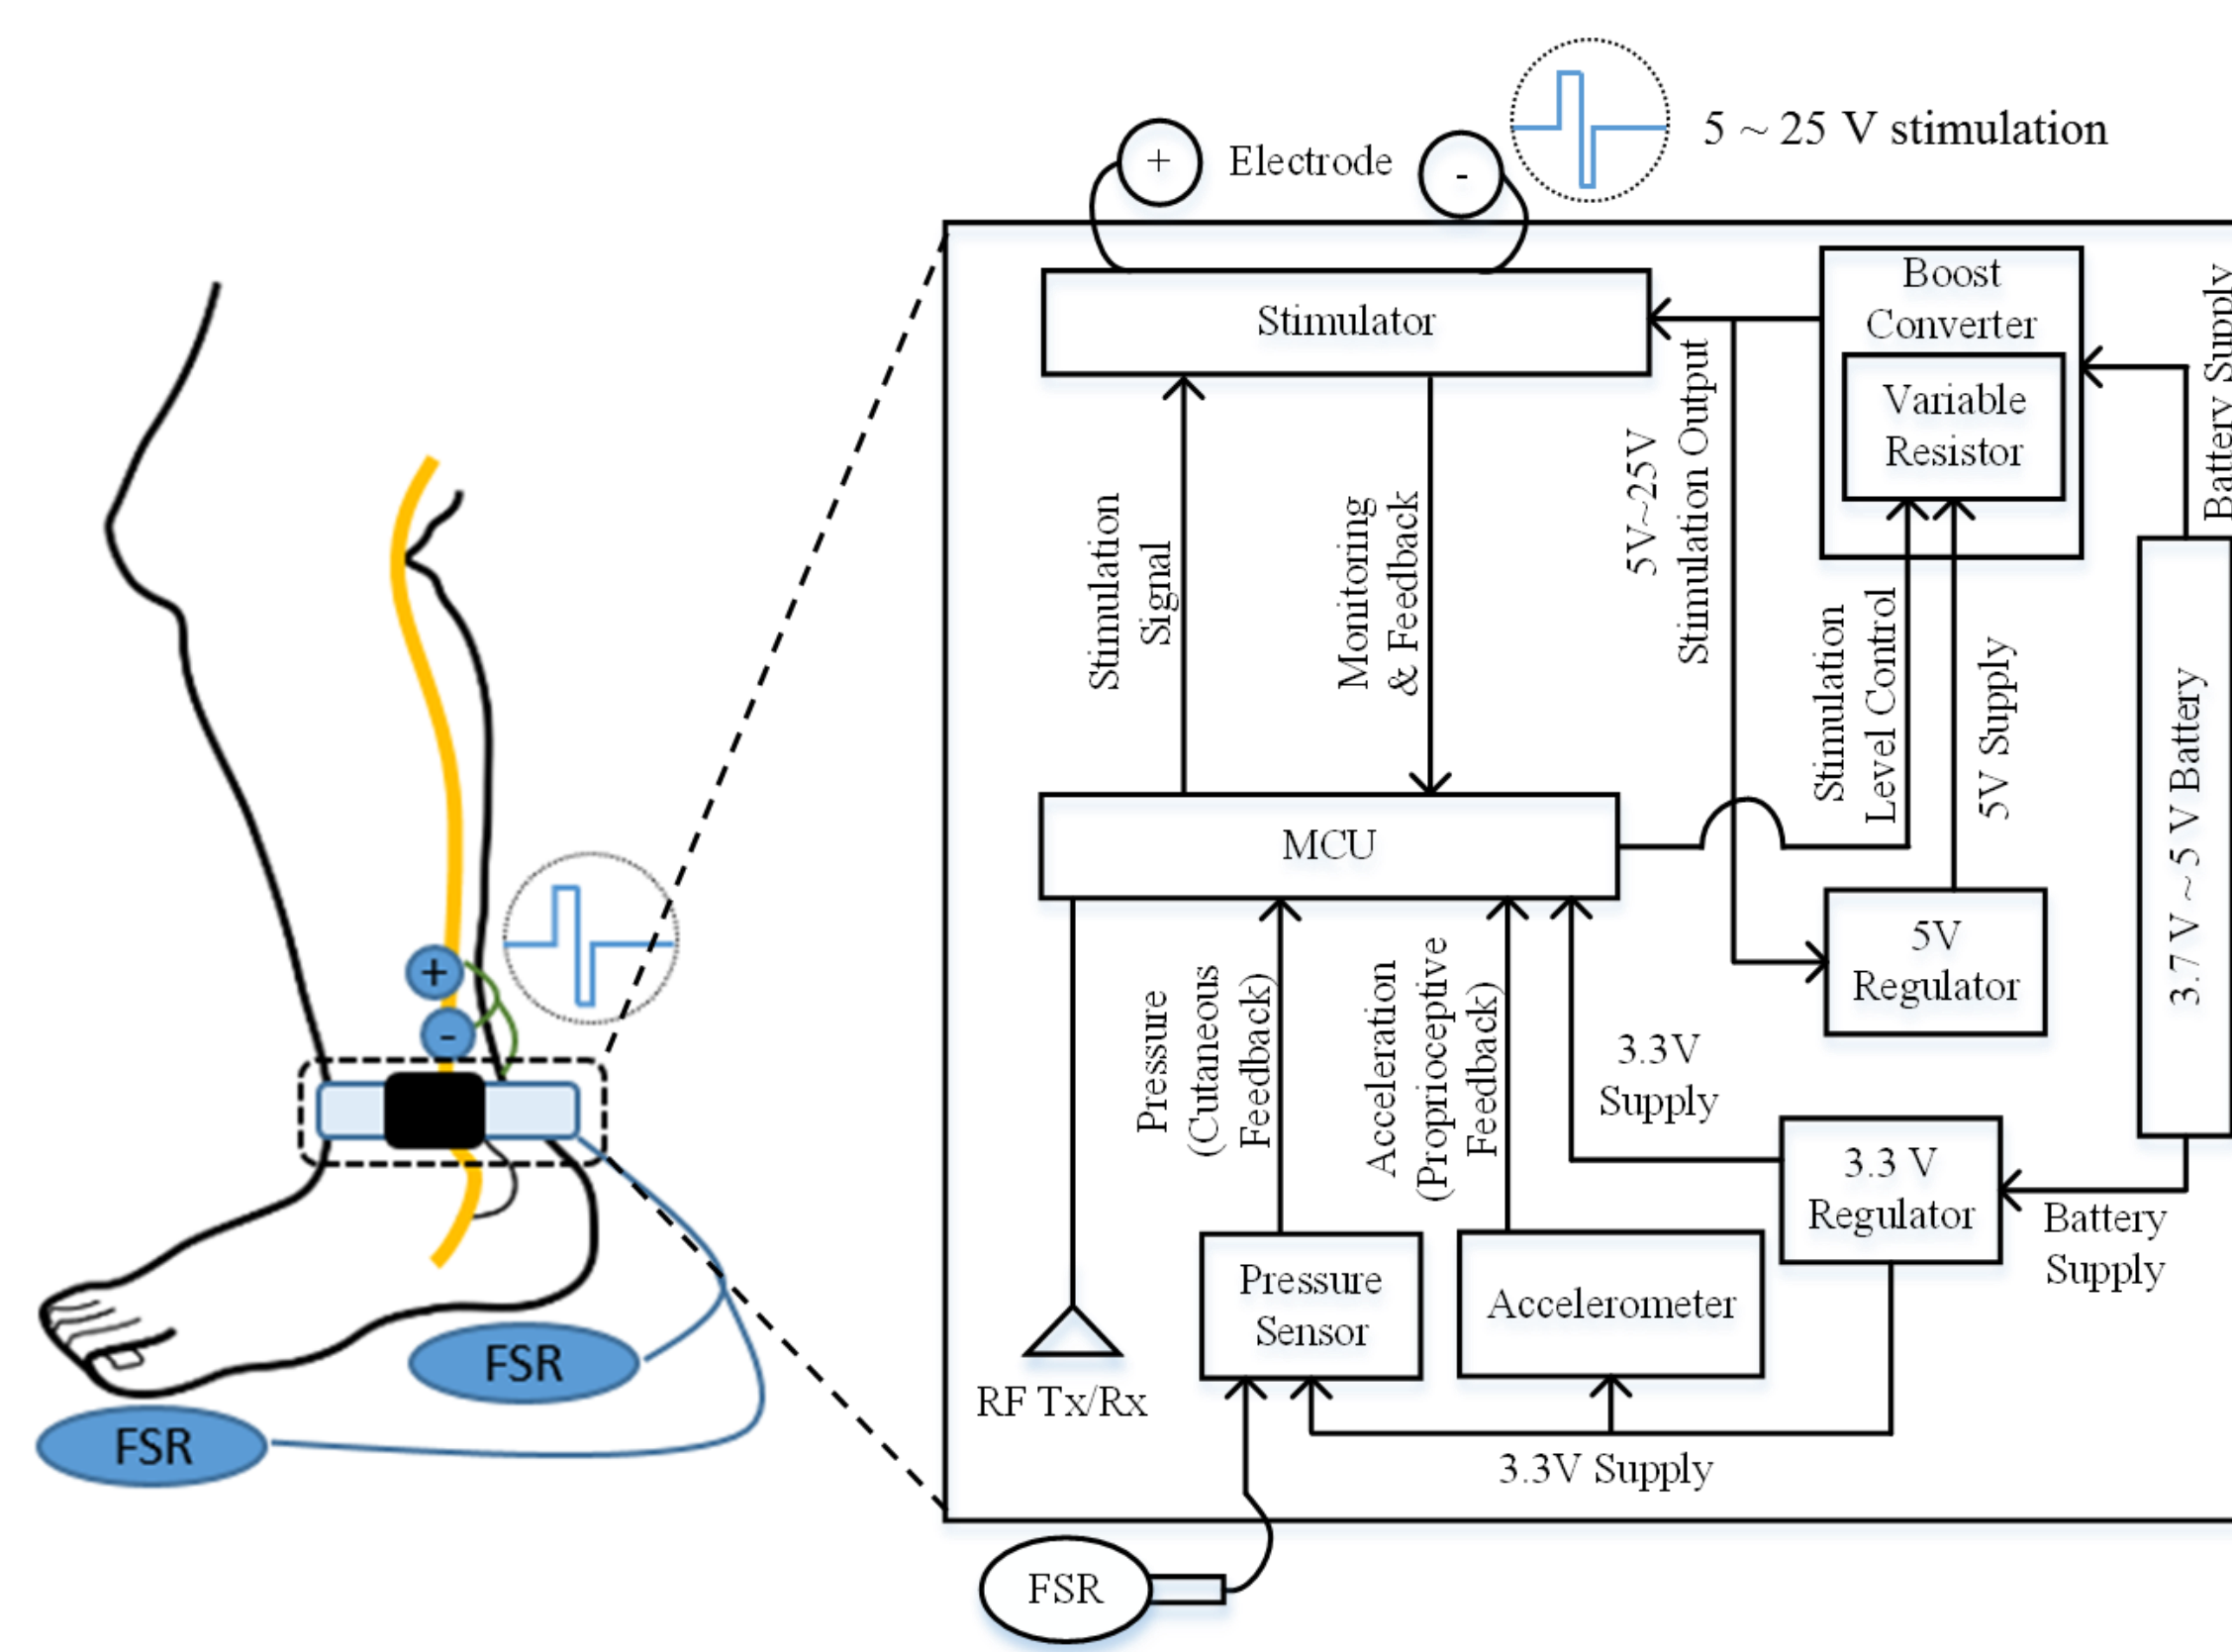 5 ~ 25 V stimulation
+
Electrode
-
Stimulator
Boost
Converter
Variable
Resistor
Battery Supply
5V~25V
Stimulation Output
Stimulation
Signal
Monitoring
& Feedback
Stimulation
Level Control
5V Supply
3.7 V ~ 5 V Battery
MCU
5V
Regulator
+
-
Pressure
(Cutaneous
Feedback)
Acceleration
(Proprioceptive
Feedback)
3.3V
Supply
3.3 V
Regulator
Battery
Supply
Pressure
Sensor
Accelerometer
RF Tx/Rx
3.3V Supply
FSR
FSR
FSR